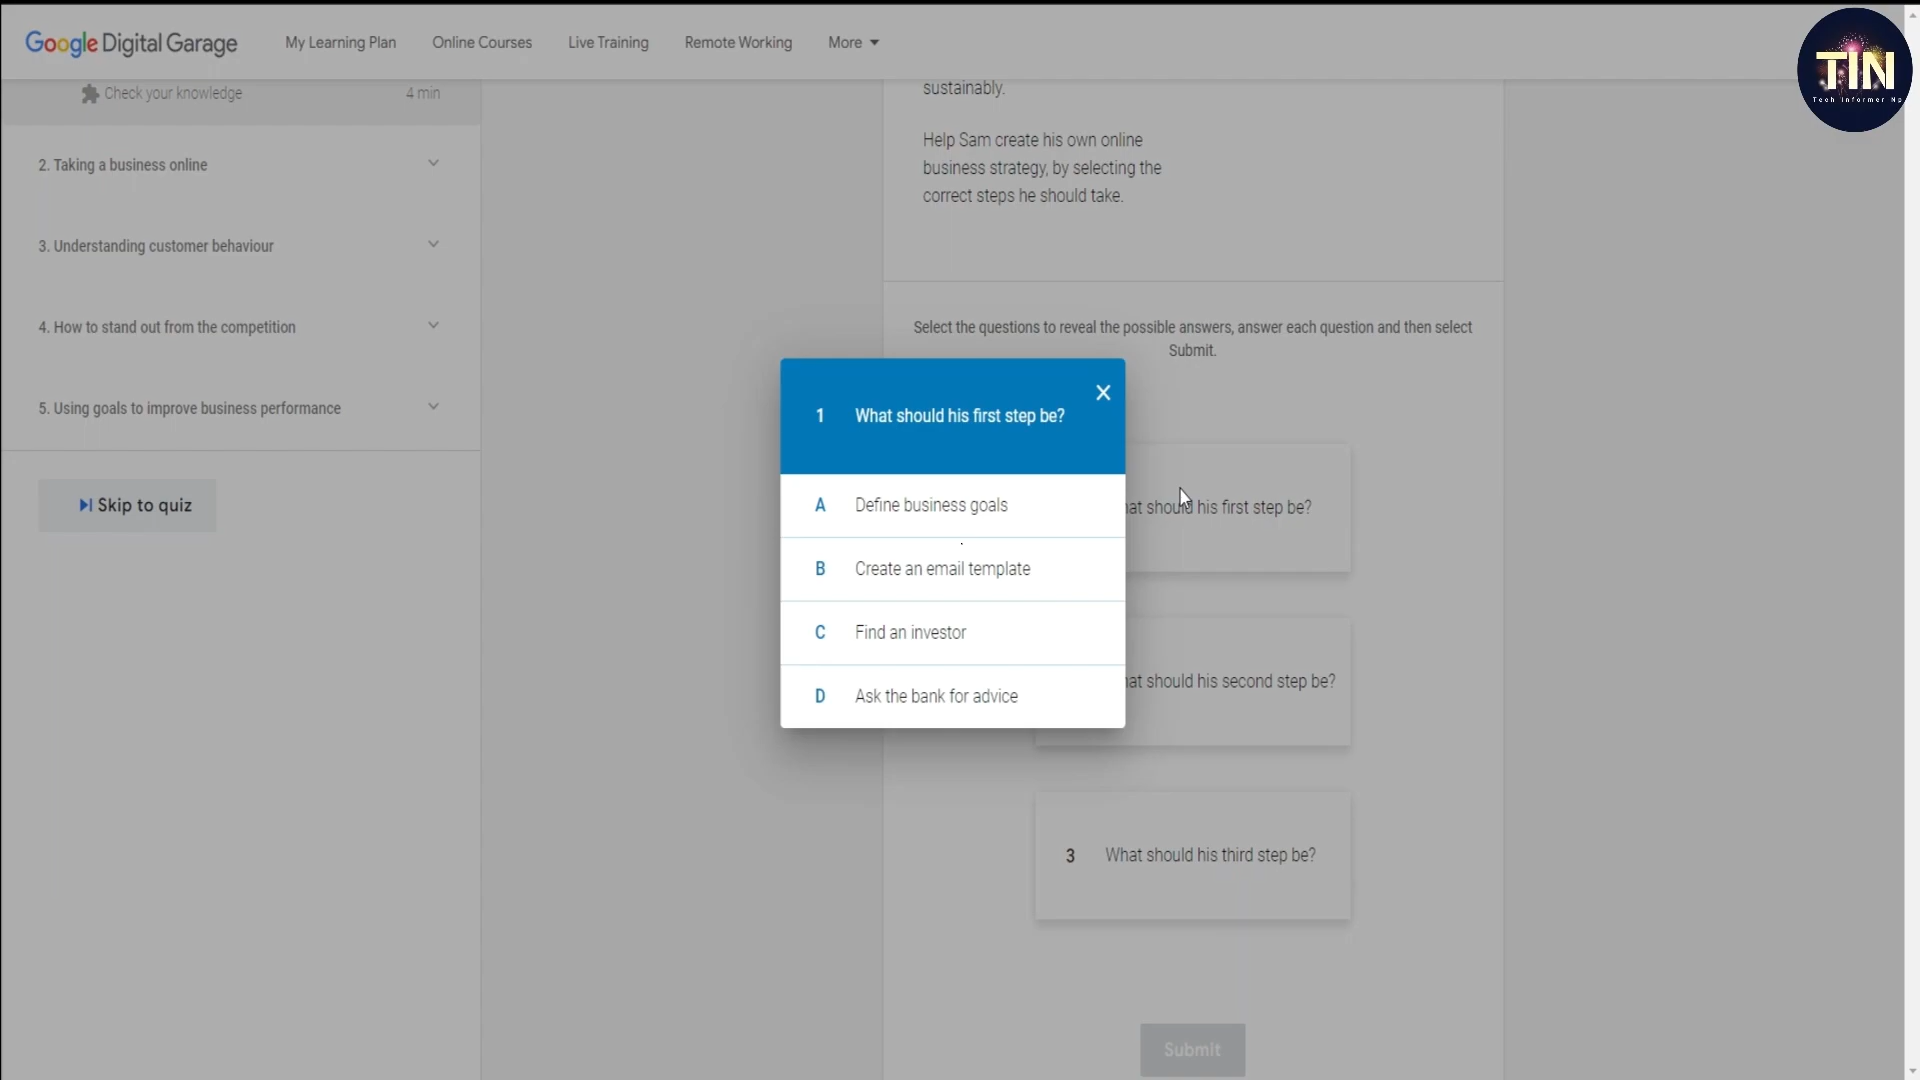 Google Digital Garage
My Learning Plan
Online Courses
Live Training
Remote Working
More
TIN
Tech Informer Np
Check your knowledge
4 min
2. Taking a business online
3. Understanding customer behaviour
4. How to stand out from the competition
5. Using goals to improve business performance
Skip to quiz
sustainably.
Help Sam create his own online
business strategy, by selecting the
correct steps he should take.
Select the questions to reveal the possible answers, answer each question and then select
Submit.
1 What should his first step be?
A Define business goals
B Create an email template
C Find an investor
D Ask the bank for advice
at should his first step be?
at should his second step be?
3 What should his third step be?
Submit